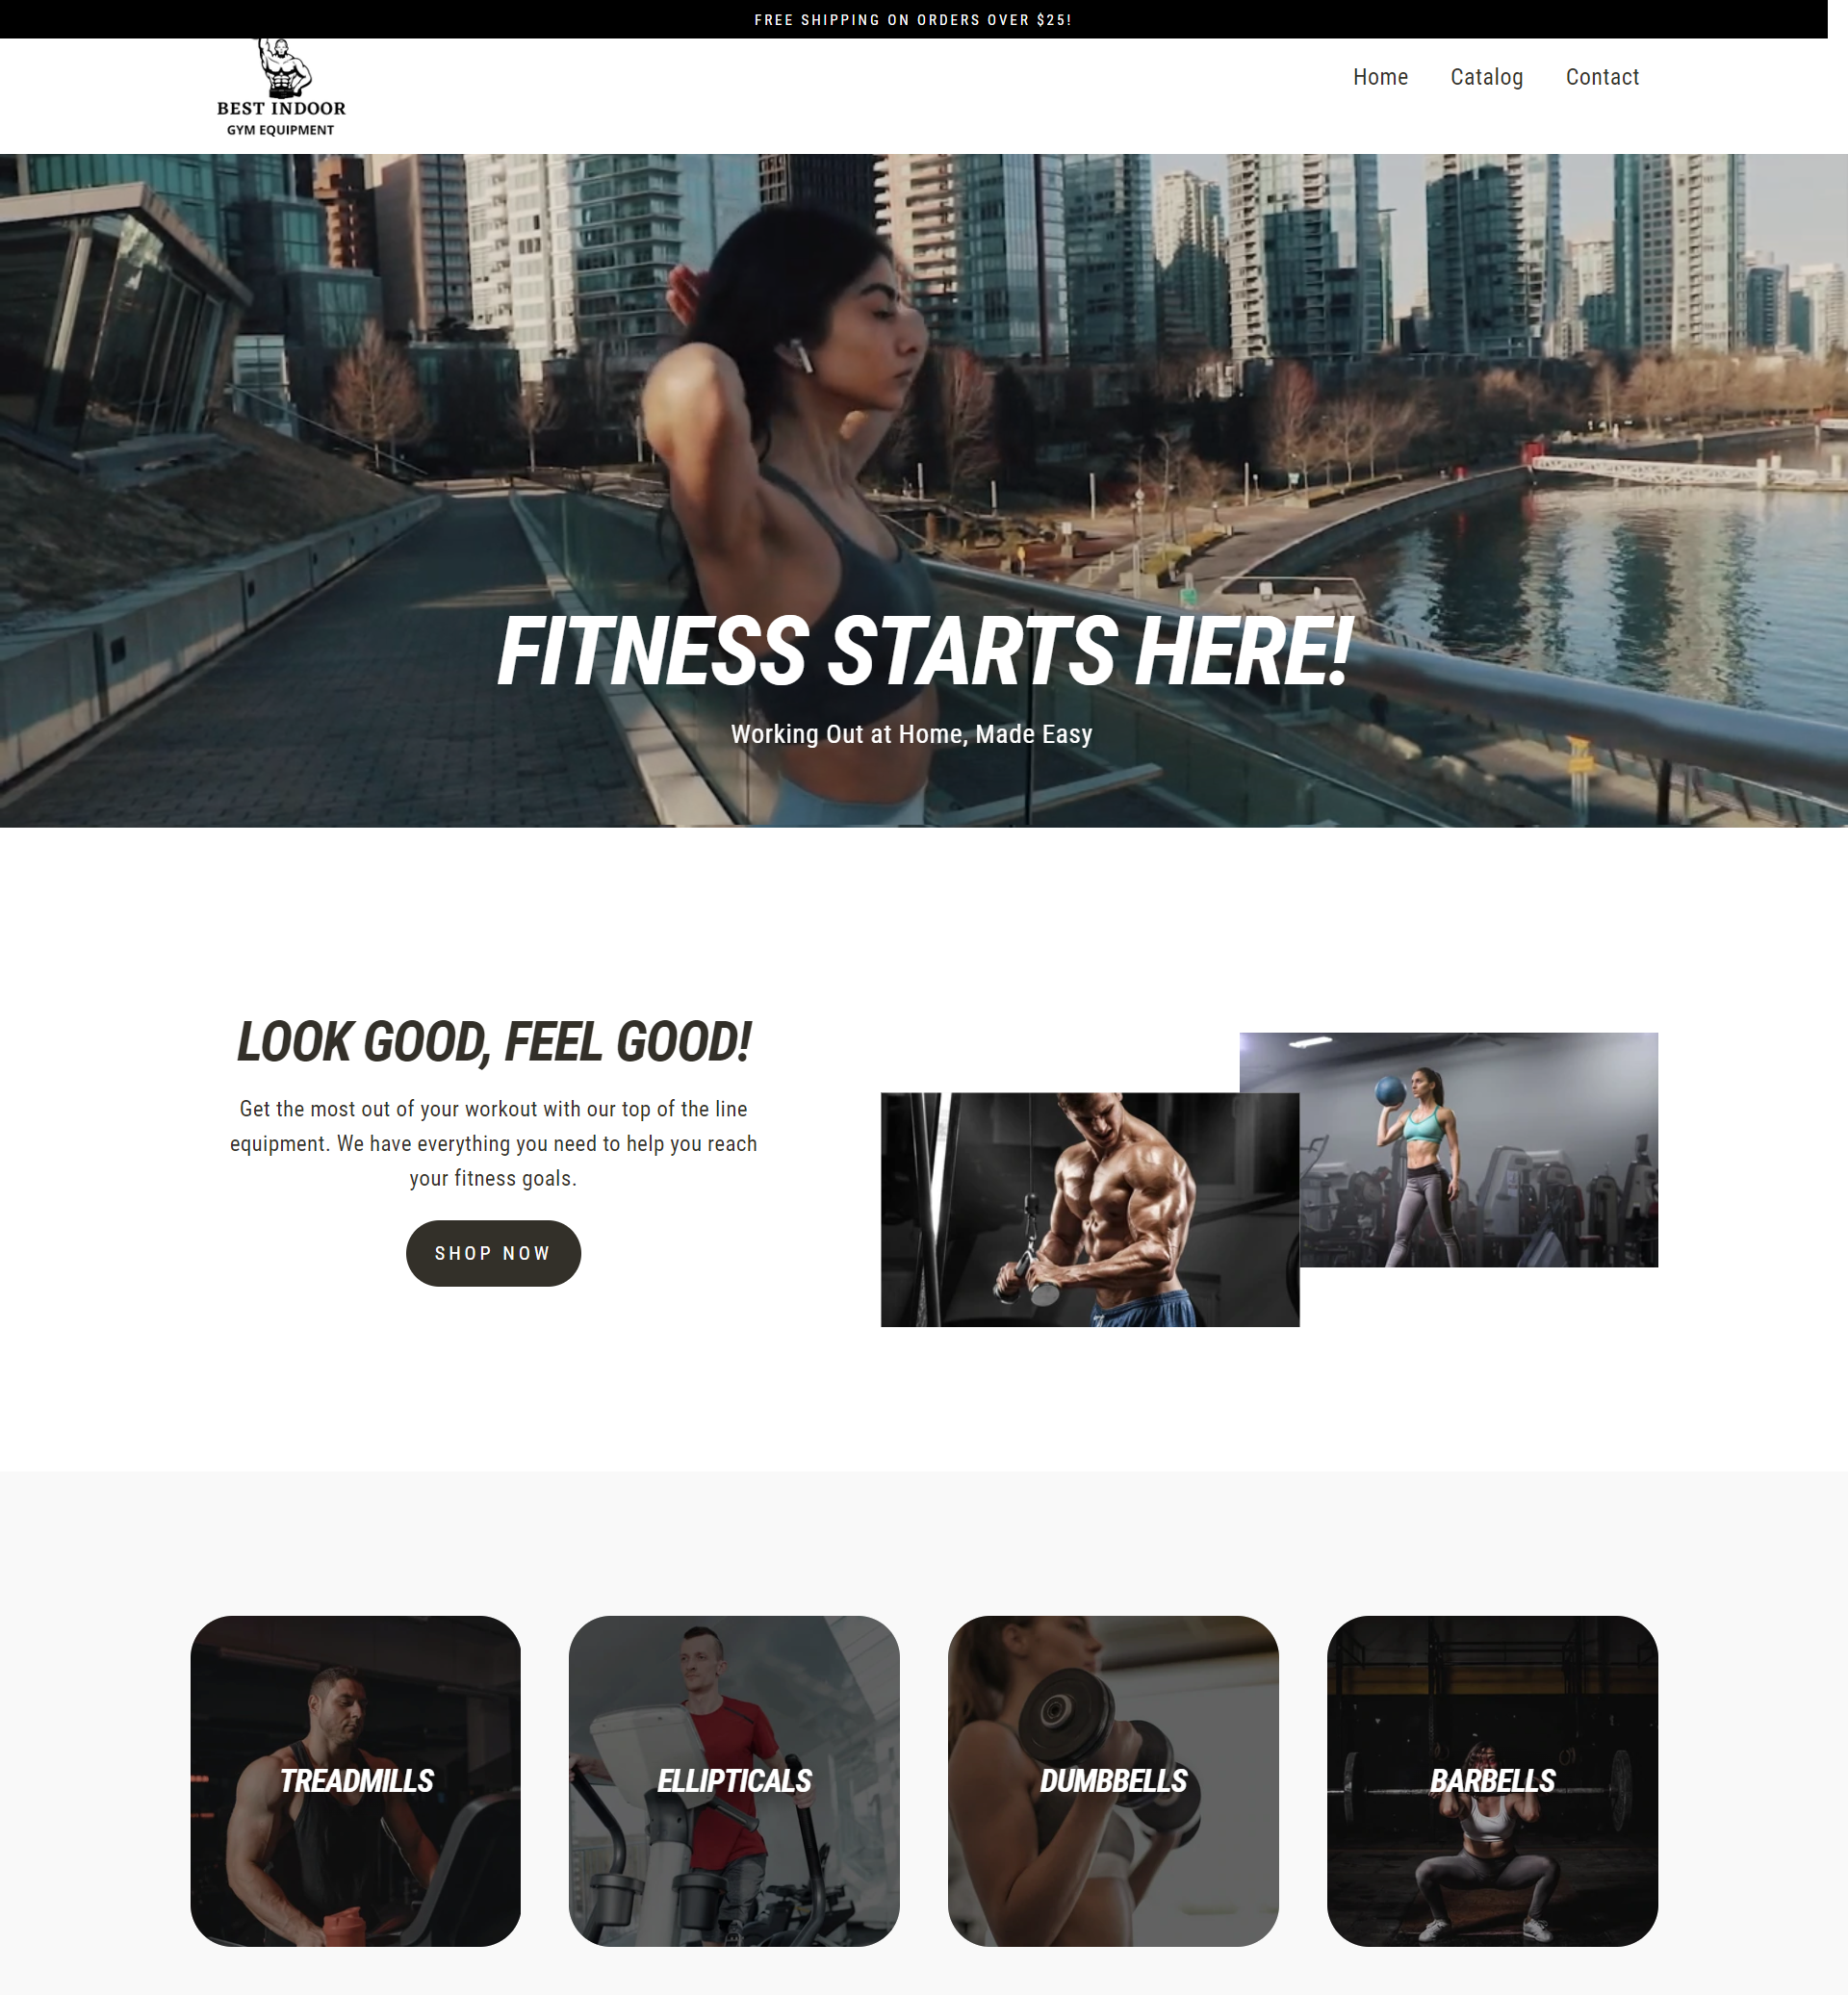 FREE SHIPPING ON ORDERS OVER $25!
BEST INDOOR
GYM EQUIPMENT
Home Catalog Contact
FITNESS STARTS HERE!
Working Out at Home, Made Easy
LOOK GOOD, FEEL GOOD!
Get the most out of your workout with our top of the line
equipment. We have everything you need to help you reach
your fitness goals.
SHOP NOW
TREADMILLS
ELLIPTICALS
DUMBBELLS
BARBELLS